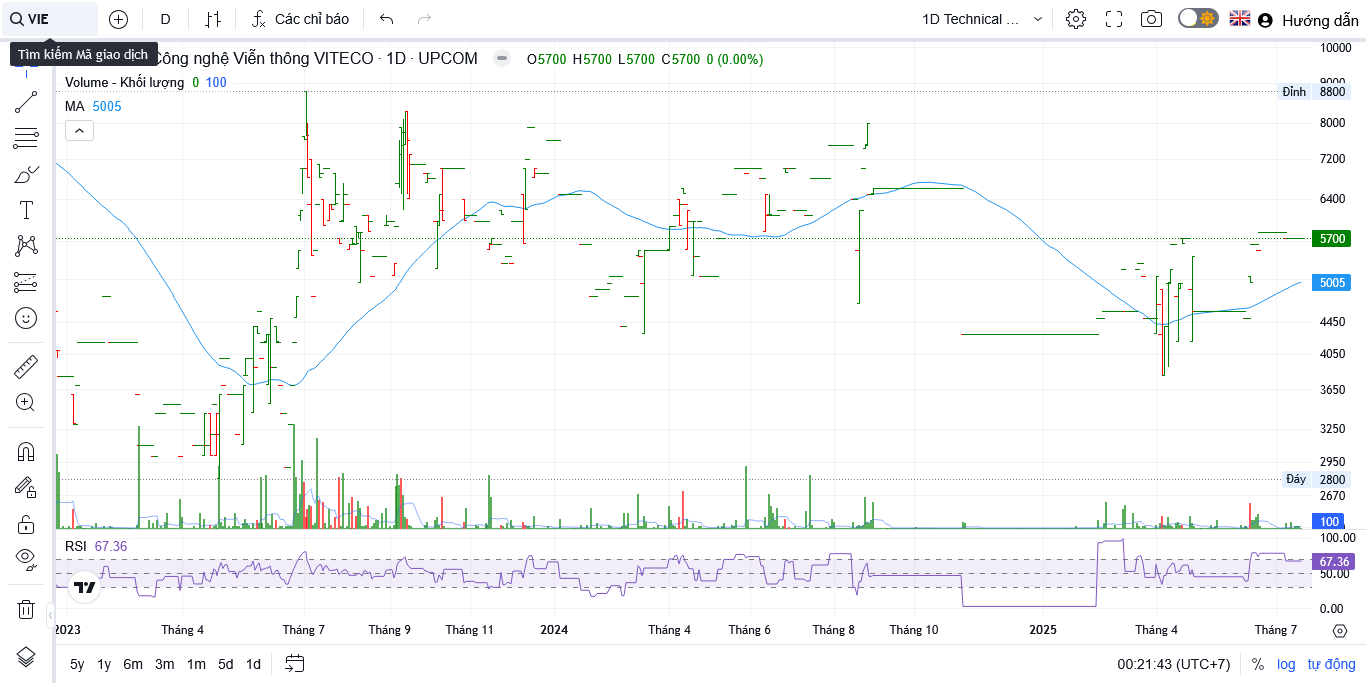 VIE
D
Các chỉ báo
1D Technical ...
Hướng dẫn
Tìm kiếm Mã giao dịch
Công nghệ Viễn thông VITECO · 1D · UPCOM
O5700 H5700 L5700 C5700 0 (0.00%)
Volume - Khối lượng 0 100
MA 5005
10000
9000
Đỉnh 8800
8000
7200
6400
5700
5005
4450
4050
3650
3250
2950
Đáy 2800
2670
100
RSI 67.36
100.00
67.36
50.00
0.00
2023 Tháng 4 Tháng 7 Tháng 9 Tháng 11 2024 Tháng 4 Tháng 6 Tháng 8 Tháng 10 2025 Tháng 4 Tháng 7
5y 1y 6m 3m 1m 5d 1d
00:21:43 (UTC+7) % log tự động